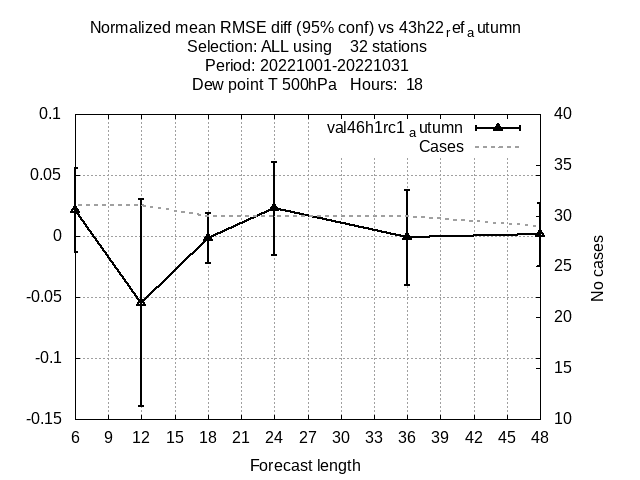 Normalized mean RMSE diff (95% conf) vs 43h22refautumn
Selection: ALL using    32 stations
Period: 20221001-20221031
Dew point T 500hPa   Hours:  18
0.1
0.05
0
-0.05
-0.1
-0.15
40
35
30
25
20
15
10
val46h1rc1autumn
Cases
No cases
6 9 12 15 18 21 24 27 30 33 36 39 42 45 48
Forecast length